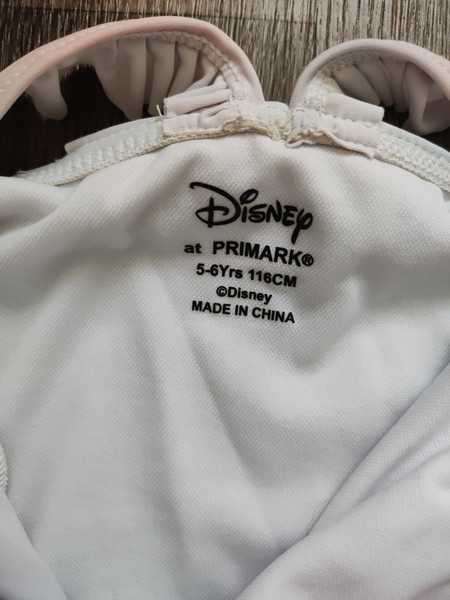 Disney
at PRIMARK®
5-6Yrs 116CM
©Disney
MADE IN CHINA